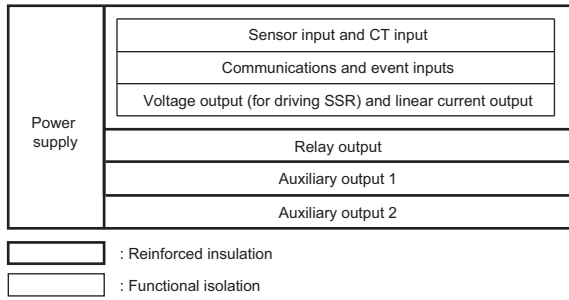 Sensor input and CT input
Communications and event inputs
Voltage output (for driving SSR) and linear current output
Power
supply
Relay output
Auxiliary output 1
Auxiliary output 2
: Reinforced insulation
: Functional isolation